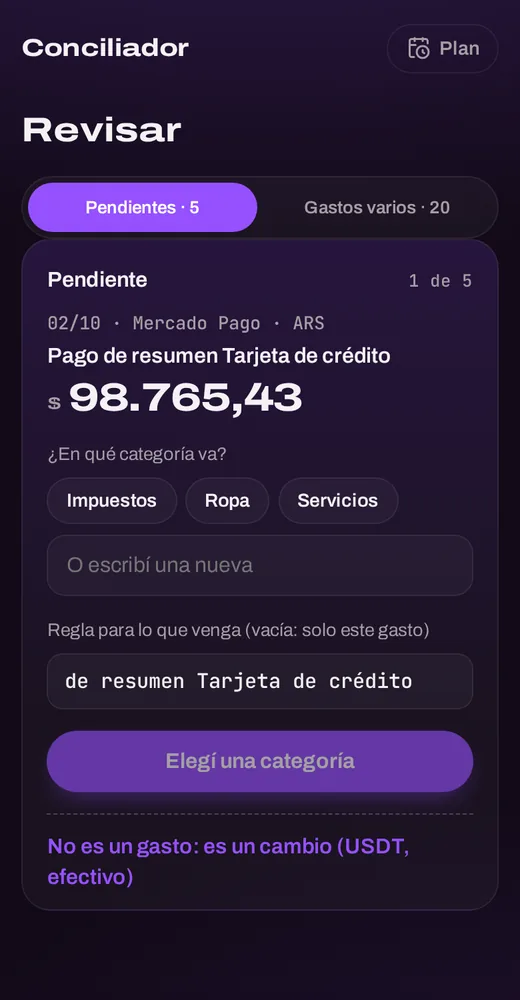 Conciliador
Plan
Revisar
Pendientes · 5
Gastos varios · 20
Pendiente
1 de 5
02/10 · Mercado Pago · ARS
Pago de resumen Tarjeta de crédito
$ 98.765,43
¿En qué categoría va?
Impuestos
Ropa
Servicios
O escribí una nueva
Regla para lo que venga (vacía: solo este gasto)
de resumen Tarjeta de crédito
Elegí una categoría
No es un gasto: es un cambio (USDT,
efectivo)